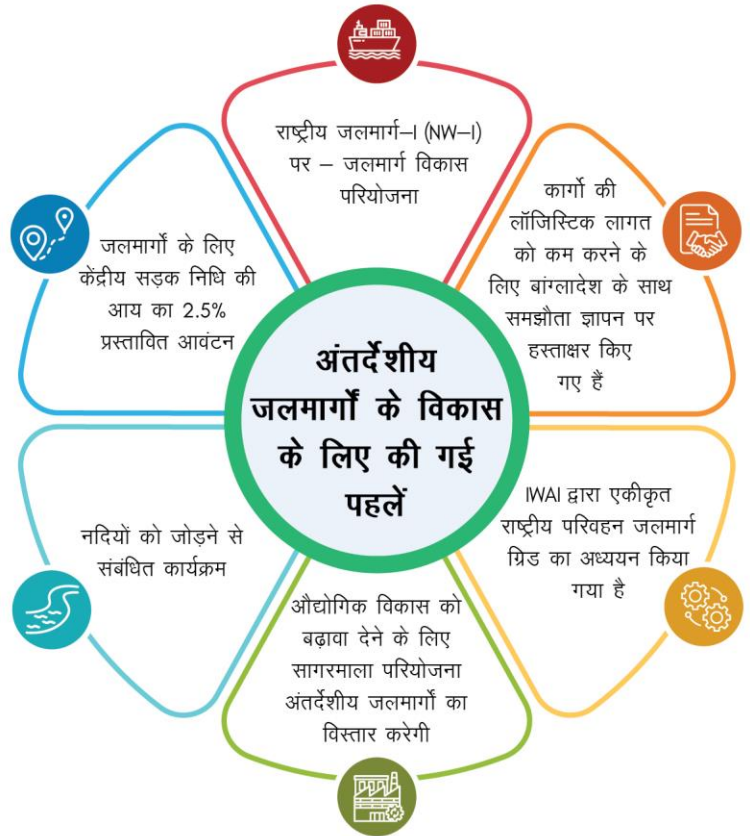 अंतर्देशीय
जलमार्गों के विकास
के लिए की गई
पहलें
राष्ट्रीय जलमार्ग–I (NW–I)
पर – जलमार्ग विकास
परियोजना
कार्गो की
लॉजिस्टिक लागत
को कम करने के
लिए बांग्लादेश के साथ
समझौता ज्ञापन पर
हस्ताक्षर किए
गए हैं
IWAI द्वारा एकीकृत
राष्ट्रीय परिवहन जलमार्ग
ग्रिड का अध्ययन किया
गया है
औद्योगिक विकास को
बढ़ावा देने के लिए
सागरमाला परियोजना
अंतर्देशीय जलमार्गों का
विस्तार करेगी
नदियों को जोड़ने से
संबंधित कार्यक्रम
जलमार्गों के लिए
केंद्रीय सड़क निधि की
आय का 2.5%
प्रस्तावित आवंटन